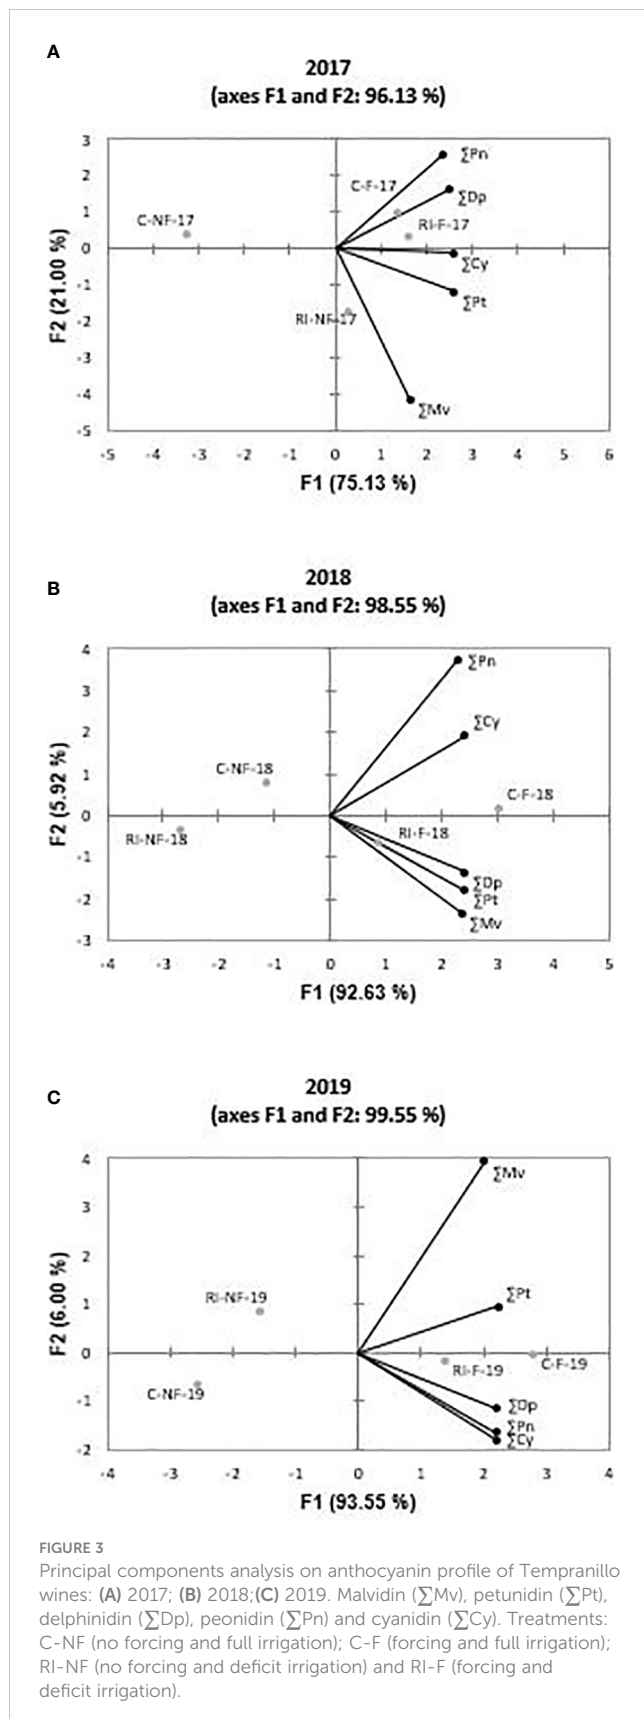 A
2017
(axes F1 and F2: 96.13 %)
3
2
1
0
-1
-2
-3
-4
-5
F2 (21.00 %)
∑Pn
C-F-17
∑Dp
C-NF-17
RI-F-17
∑Cy
∑Pt
RI-NF-17
∑Mv
-5 -4 -3 -2 -1 0 1 2 3 4 5 6
F1 (75.13 %)
B
2018
(axes F1 and F2: 98.55 %)
4
3
2
1
0
-1
-2
-3
F2 (5.92 %)
∑Pn
∑Cy
C-NF-18
C-F-18
RI-NF-18
RI-F-18
∑Dp
∑Pt
∑Mv
-4 -3 -2 -1 0 1 2 3 4 5
F1 (92.63 %)
C
2019
(axes F1 and F2: 99.55 %)
4
3
2
1
0
-1
-2
F2 (6.00 %)
∑Mv
RI-NF-19
∑Pt
RI-F-19
C-F-19
C-NF-19
∑Dp
∑Pn
∑Cy
-4 -3 -2 -1 0 1 2 3 4
F1 (93.55 %)
FIGURE 3
Principal components analysis on anthocyanin profile of Tempranillo
wines: (A) 2017; (B) 2018;(C) 2019. Malvidin (∑Mv), petunidin (∑Pt),
delphinidin (∑Dp), peonidin (∑Pn) and cyanidin (∑Cy). Treatments:
C-NF (no forcing and full irrigation); C-F (forcing and full irrigation);
RI-NF (no forcing and deficit irrigation) and RI-F (forcing and
deficit irrigation).